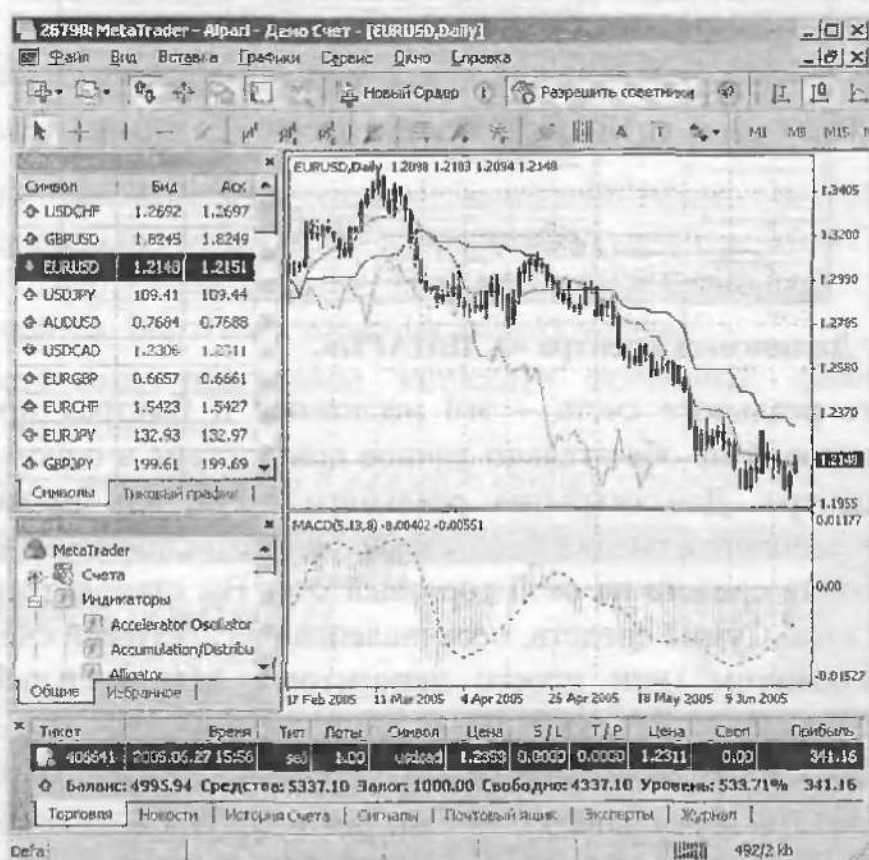 26790: MetaTrader - Alpari - Демо Счет - [EURUSD,Daily]
Файл Вид Вставка Графики Сервис Окно Справка
Новый Ордер Разрешить советники
A T M1 M5 M15
Символ Бид Аск
USDCHF 1.2692 1.2697
GBPUSD 1.8245 1.8249
EURUSD 1.2148 1.2151
USDJPY 109.41 109.44
AUDUSD 0.7684 0.7688
USDCAD 1.2306 1.2311
EURGBP 0.6657 0.6661
EURCHF 1.5423 1.5427
EURJPY 132.93 132.97
GBPJPY 199.61 199.69
Символы Тиковый график
EURUSD,Daily 1.2098 1.2183 1.2094 1.2148
1.3405
1.3200
1.2990
1.2785
1.2580
1.2370
1.2148
1.1955
MetaTrader
Счета
Индикаторы
Accelerator Oscillator
Accumulation/Distribu
Alligator
Общие Избранное
MACD(5,13,8) -0.00402 -0.00551
0.01177
0.00
-0.01527
17 Feb 2005 11 Mar 2005 4 Apr 2005 26 Apr 2005 18 May 2005 9 Jun 2005
Тикет Время Тип Лоты Символ Цена S / L T / P Цена Своп Прибыль
406641 2005.06.27 15:56 sell 1.00 usdcad 1.2353 0.0000 0.0000 1.2311 0.00 341.16
Баланс: 4995.94 Средства: 5337.10 Залог: 1000.00 Свободно: 4337.10 Уровень: 533.71% 341.16
Торговля Новости История Счета Сигналы Почтовый ящик Эксперты Журнал
Defa 492/2 kb